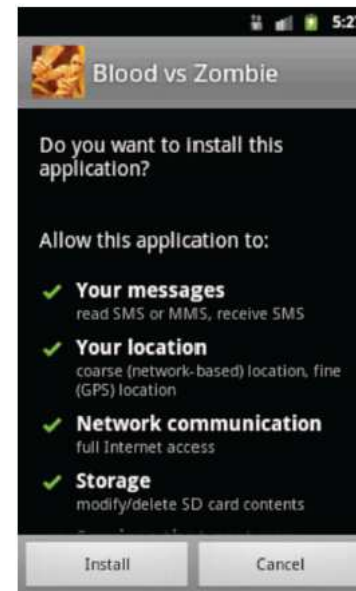 5:2
Blood vs Zombie
Do you want to install this
application?
Allow this application to:
Your messages
read SMS or MMS, receive SMS
Your location
coarse (network-based) location, fine
(GPS) location
Network communication
full Internet access
Storage
modify/delete SD card contents
Install
Cancel